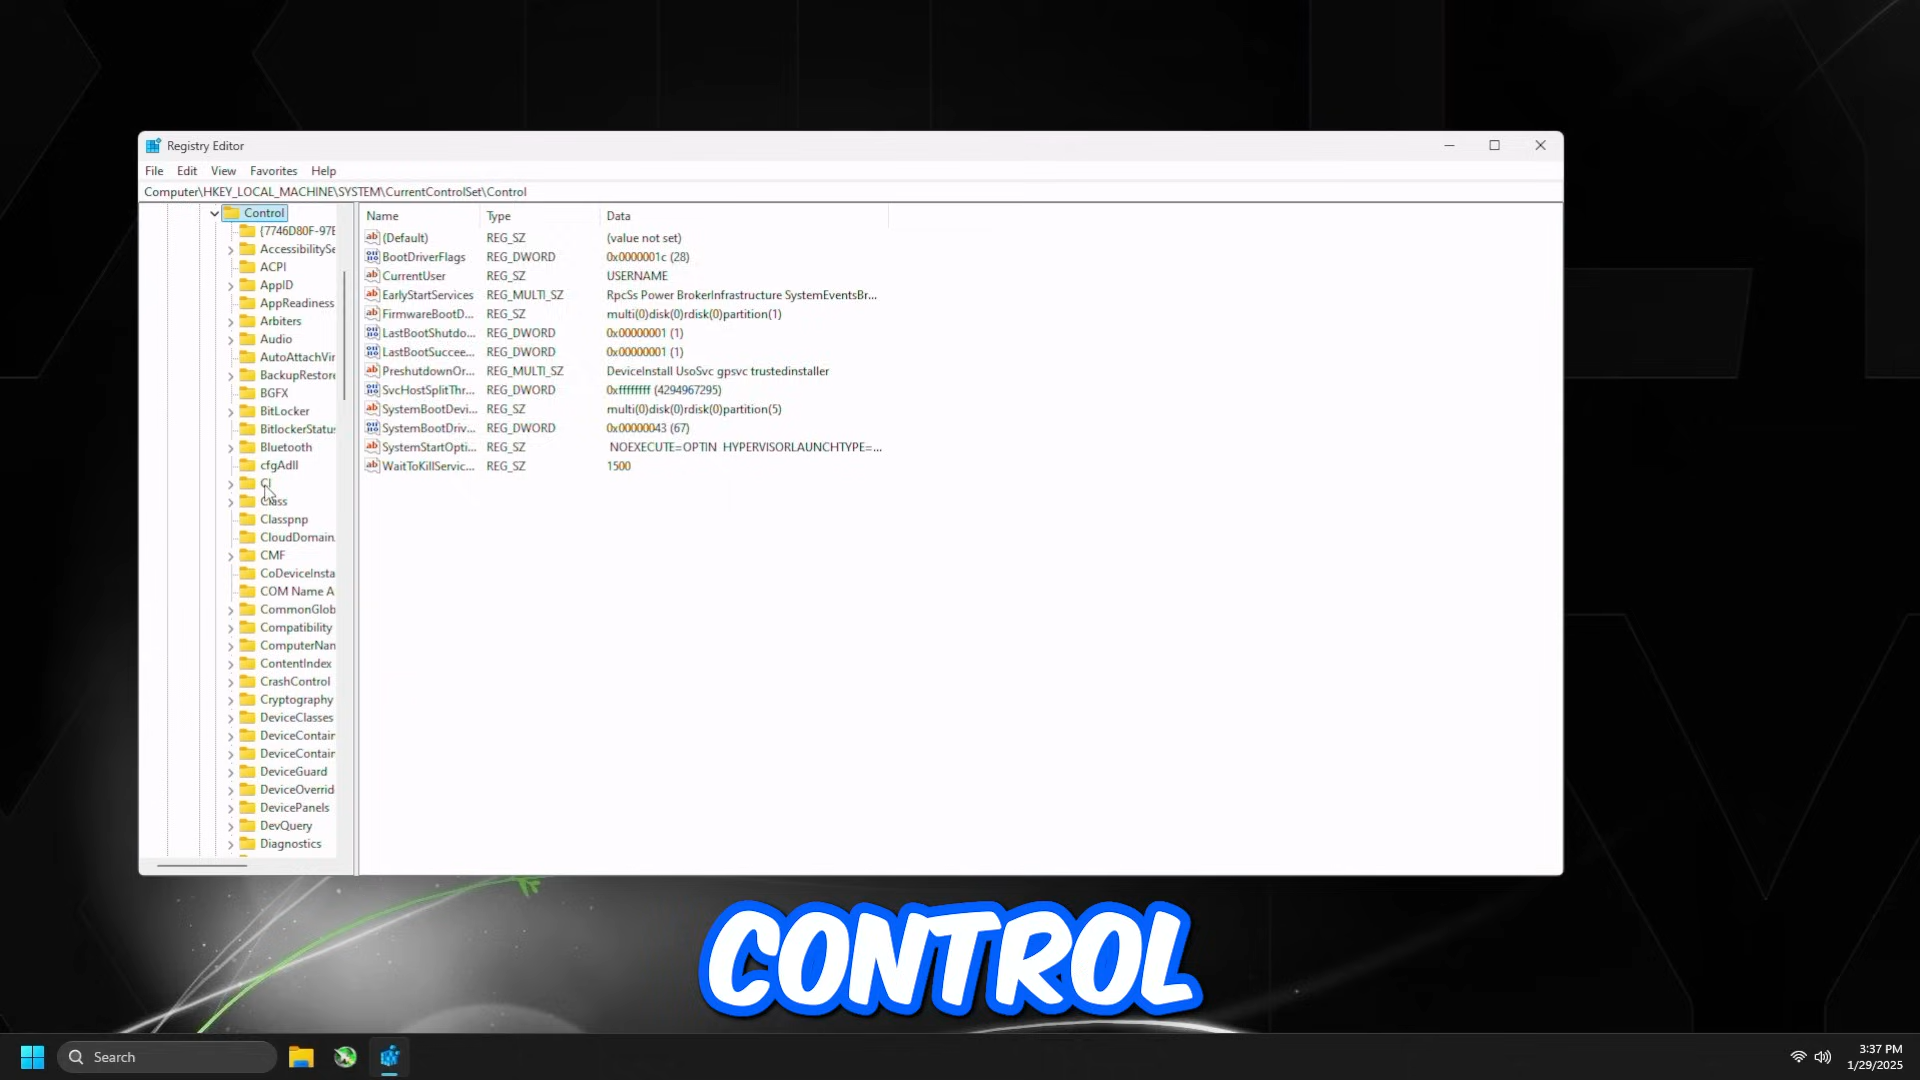 Registry Editor
File Edit View Favorites Help
Computer\HKEY_LOCAL_MACHINE\SYSTEM\CurrentControlSet\Control
Control
{7746D80F-97E
AccessibilitySe
ACPI
AppID
AppReadiness
Arbiters
Audio
AutoAttachVir
BackupRestore
BGFX
BitLocker
BitlockerStatus
Bluetooth
cfgAdll
CI
Class
Classpnp
CloudDomain.
CMF
CoDeviceInsta
COM Name A
CommonGlob
Compatibility
ComputerNan
ContentIndex
CrashControl
Cryptography
DeviceClasses
DeviceContair
DeviceContair
DeviceGuard
DeviceOverrid
DevicePanels
DevQuery
Diagnostics
Name Type Data
(Default) REG_SZ (value not set)
BootDriverFlags REG_DWORD 0x0000001c (28)
CurrentUser REG_SZ USERNAME
EarlyStartServices REG_MULTI_SZ RpcSs Power BrokerInfrastructure SystemEventsBr...
FirmwareBootD... REG_SZ multi(0)disk(0)rdisk(0)partition(1)
LastBootShutdo... REG_DWORD 0x00000001 (1)
LastBootSuccee... REG_DWORD 0x00000001 (1)
PreshutdownOr... REG_MULTI_SZ DeviceInstall UsoSvc gpsvc trustedinstaller
SvcHostSplitThr... REG_DWORD 0xffffffff (4294967295)
SystemBootDevi... REG_SZ multi(0)disk(0)rdisk(0)partition(5)
SystemBootDriv... REG_DWORD 0x00000043 (67)
SystemStartOpti... REG_SZ NOEXECUTE=OPTIN HYPERVISORLAUNCHTYPE=...
WaitToKillServic... REG_SZ 1500
CONTROL
Search
3:37 PM
1/29/2025